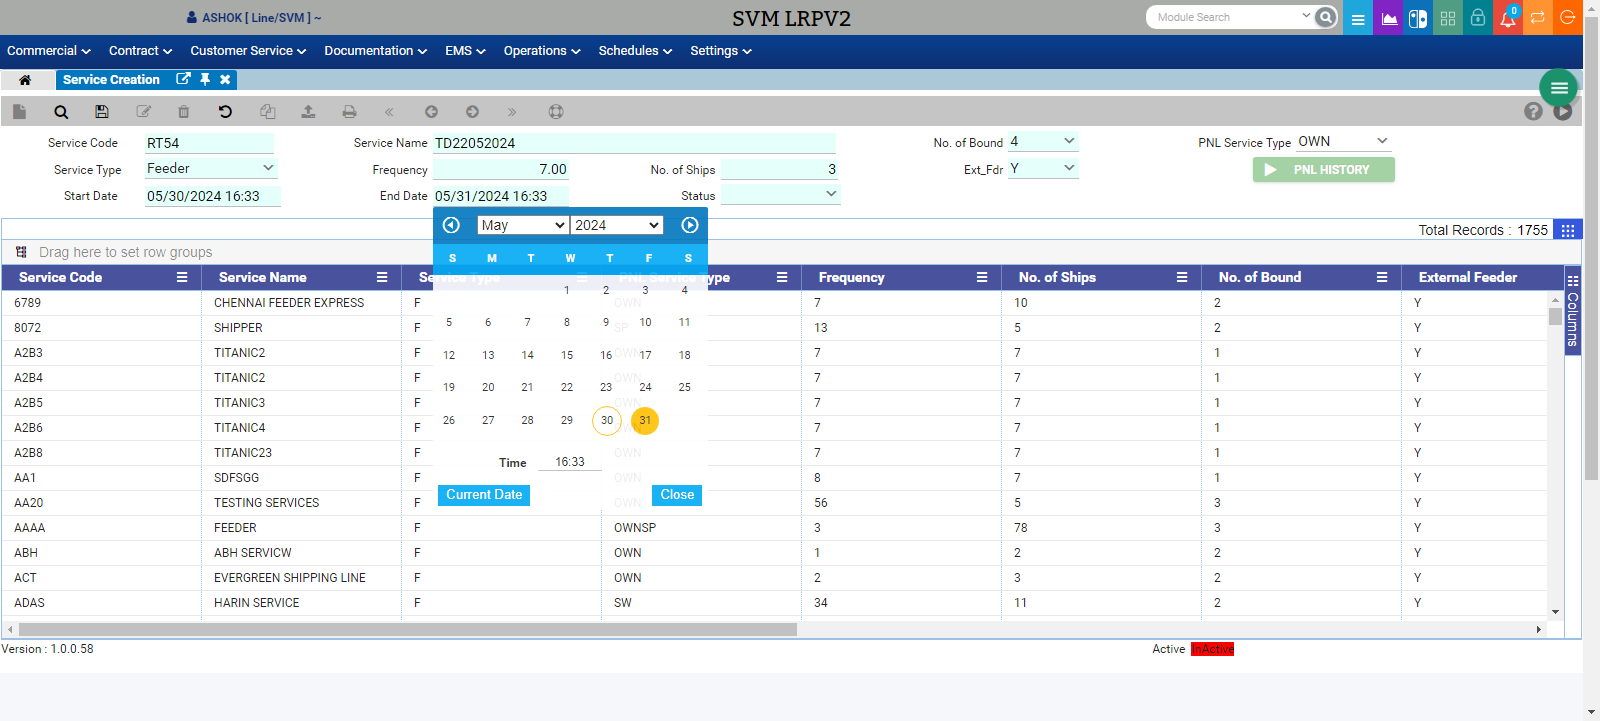 ASHOK [ Line/SVM ] ~
SVM LRPV2
Module Search
0
Commercial Contract Customer Service Documentation EMS Operations Schedules Settings
Service Creation
Service Code RT54 Service Name TD22052024 No. of Bound 4 PNL Service Type OWN
Service Type Feeder Frequency 7.00 No. of Ships 3 Ext_Fdr Y PNL HISTORY
Start Date 05/30/2024 16:33 End Date 05/31/2024 16:33 Status
May 2024
S M T W T F S
1 2 3 4
5 6 7 8 9 10 11
12 13 14 15 16 17 18
19 20 21 22 23 24 25
26 27 28 29 30 31
Time 16:33
Current Date Close
Total Records : 1755
Drag here to set row groups
Service Code Service Name Service Type PNL Service Type Frequency No. of Ships No. of Bound External Feeder
6789 CHENNAI FEEDER EXPRESS F OWN 7 10 2 Y
8072 SHIPPER F SP 13 5 2 Y
A2B3 TITANIC2 F OWN 7 7 1 Y
A2B4 TITANIC2 F OWN 7 7 1 Y
A2B5 TITANIC3 F OWN 7 7 1 Y
A2B6 TITANIC4 F OWN 7 7 1 Y
A2B8 TITANIC23 F OWN 7 7 1 Y
AA1 SDFSGG F OWN 8 7 1 Y
AA20 TESTING SERVICES F OWN 56 5 3 Y
AAAA FEEDER F OWNSP 3 78 3 Y
ABH ABH SERVICW F OWN 1 2 2 Y
ACT EVERGREEN SHIPPING LINE F OWN 2 3 2 Y
ADAS HARIN SERVICE F SW 34 11 2 Y
Columns
Version : 1.0.0.58
Active InActive